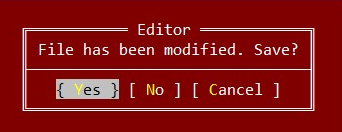 Editor
File has been modified. Save?
{ Yes } [ No ] [ Cancel ]